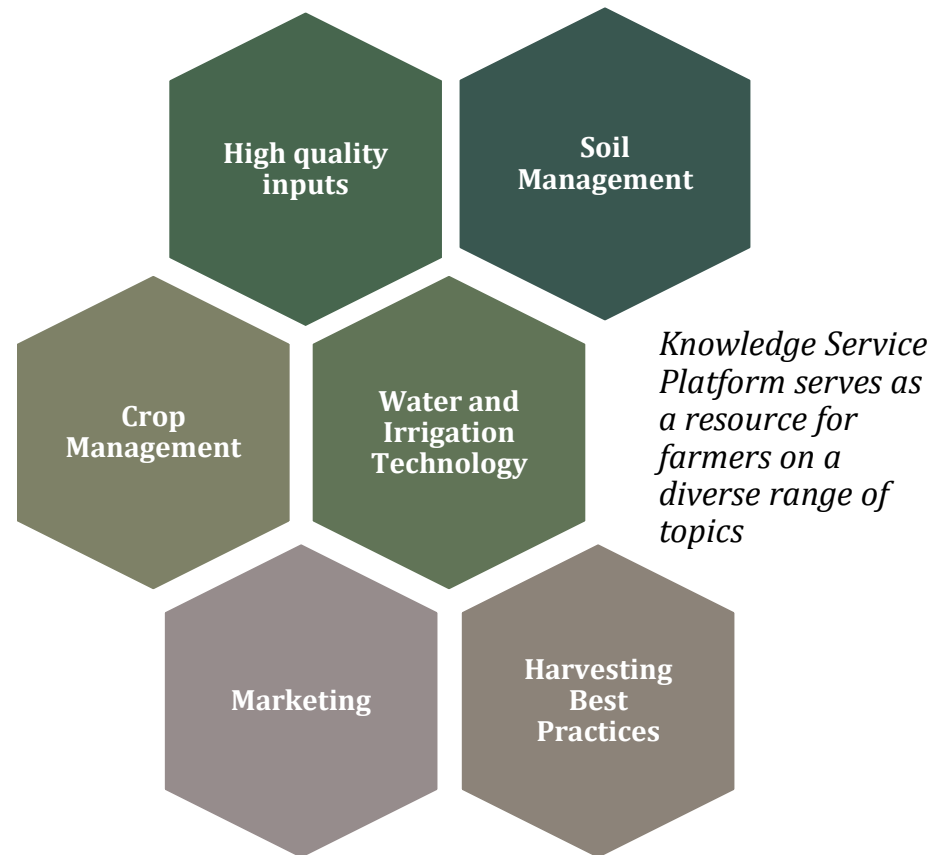 High quality
inputs
Soil
Management
Crop
Management
Water and
Irrigation
Technology
Knowledge Service
Platform serves as
a resource for
farmers on a
diverse range of
topics
Marketing
Harvesting
Best
Practices